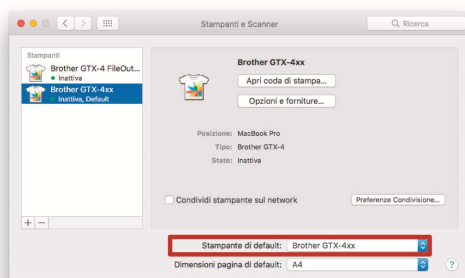 Stampanti e Scanner
Ricerca
Stampanti
Brother GTX-4 FileOut...
Inattiva
Brother GTX-4xx
Inattiva, Default
Brother GTX-4xx
Apri coda di stampa...
Opzioni e forniture...
Posizione: MacBook Pro
Tipo: Brother GTX-4
Stato: Inattiva
Condividi stampante sul network
Preferenze Condivisione...
+ −
Stampante di default: Brother GTX-4xx
Dimensioni pagina di default: A4
?